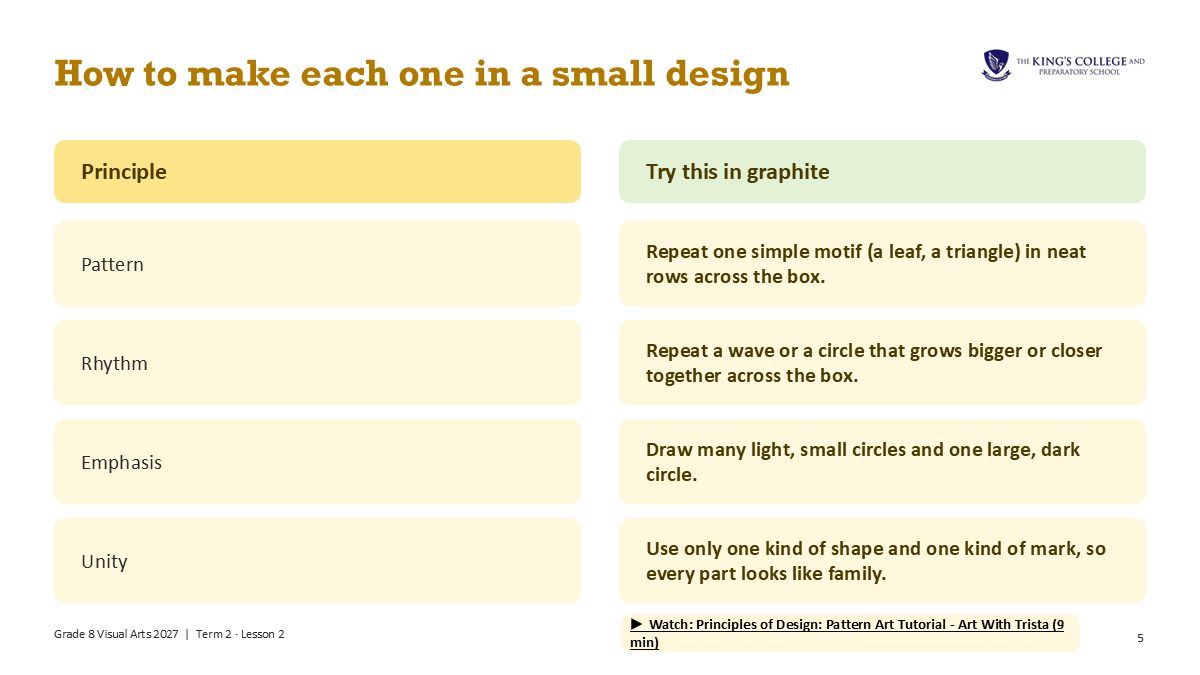 How to make each one in a small design
THE KING'S COLLEGE AND
PREPARATORY SCHOOL
Principle
Try this in graphite
Pattern
Repeat one simple motif (a leaf, a triangle) in neat
rows across the box.
Rhythm
Repeat a wave or a circle that grows bigger or closer
together across the box.
Emphasis
Draw many light, small circles and one large, dark
circle.
Unity
Use only one kind of shape and one kind of mark, so
every part looks like family.
Grade 8 Visual Arts 2027 | Term 2 · Lesson 2
▶ Watch: Principles of Design: Pattern Art Tutorial - Art With Trista (9
min)
5